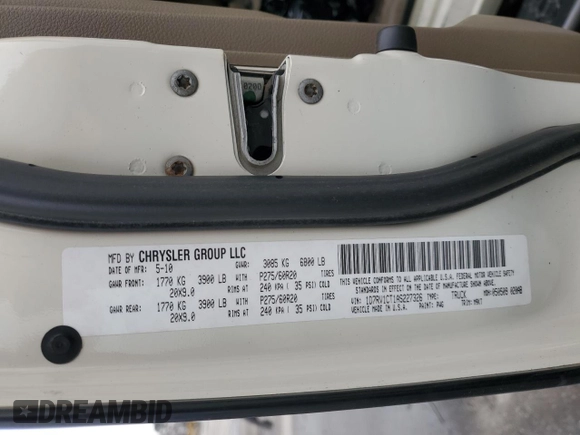 MFD BY CHRYSLER GROUP LLC
DATE OF MFR: 5-10 GVWR: 3085 KG 6800 LB
GAWR FRONT: 1770 KG 3900 LB WITH P275/60R20 TIRES
20X9.0 RIMS AT 240 KPA ( 35 PSI) COLD
GAWR REAR: 1770 KG 3900 LB WITH P275/60R20 TIRES
20X9.0 RIMS AT 240 KPA ( 35 PSI) COLD
THIS VEHICLE CONFORMS TO ALL APPLICABLE U.S.A. FEDERAL MOTOR VEHICLE SAFETY
STANDARDS IN EFFECT ON THE DATE OF MANUFACTURE SHOWN ABOVE.
VIN: 1D7RV1CT1AS227326 TYPE: TRUCK
VEHICLE MADE IN U.S.A. PAINT: PWG TRIM:
DREAMBID